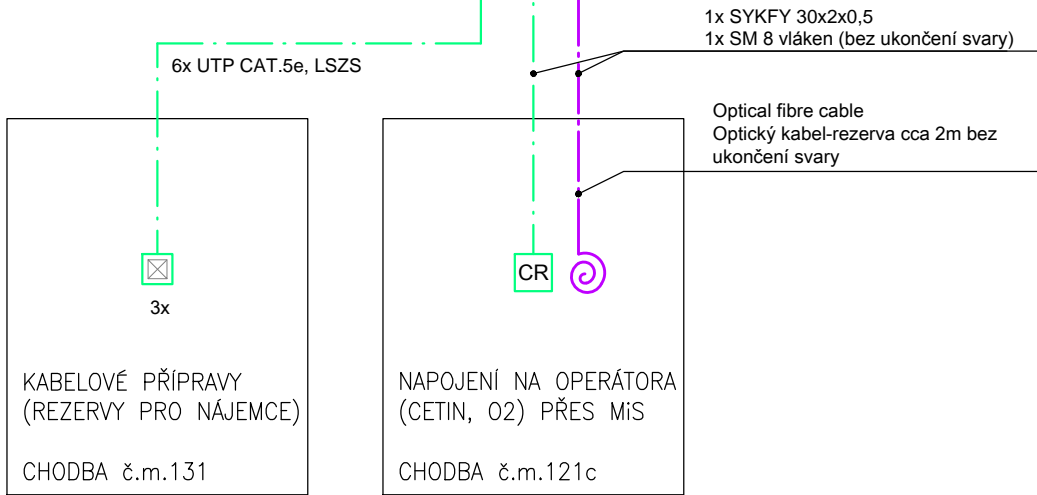 1x SYKFY 30x2x0,5
1x SM 8 vláken (bez ukončení svary)
6x UTP CAT.5e, LSZS
Optical fibre cable
Optický kabel-rezerva cca 2m bez
ukončení svary
3x
CR
KABELOVÉ PŘÍPRAVY
(REZERVY PRO NÁJEMCE)
CHODBA č.m.131
NAPOJENÍ NA OPERÁTORA
(CETIN, O2) PŘES MiS
CHODBA č.m.121c